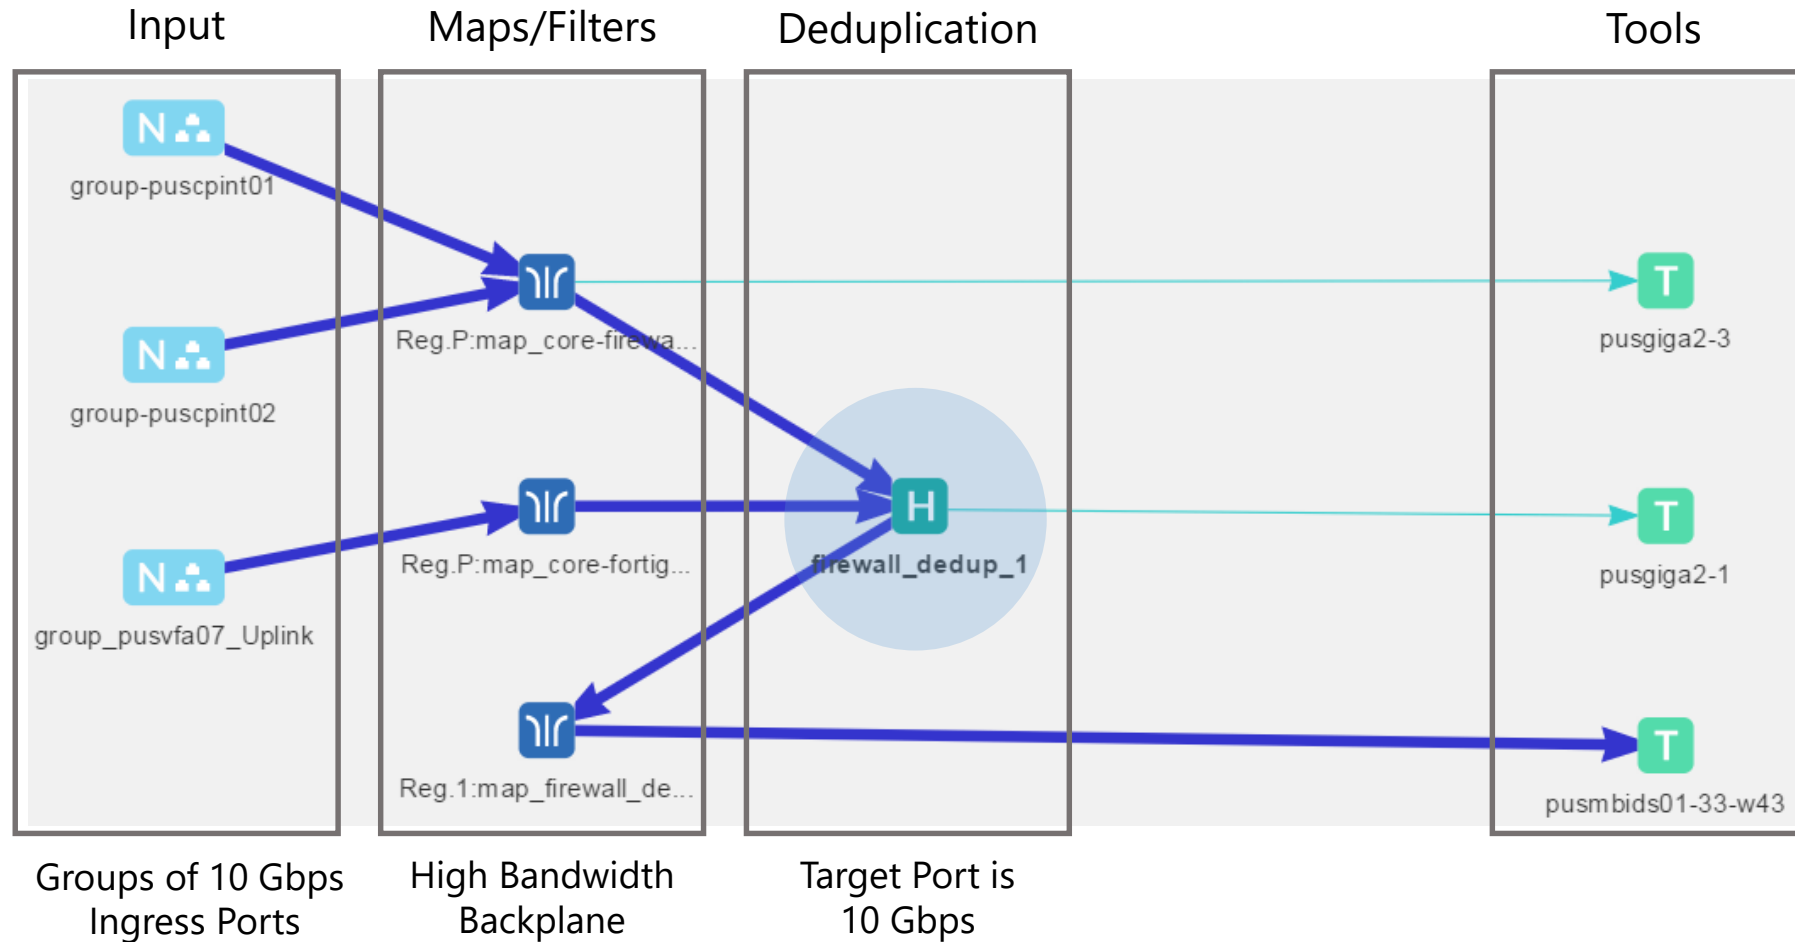 Input
Maps/Filters
Deduplication
Tools
N
group-puscpint01
Reg.P:map_core-firewa...
T
pusgiga2-3
N
group-puscpint02
Reg.P:map_core-fortig...
H
firewall_dedup_1
T
pusgiga2-1
N
group_pusvfa07_Uplink
Reg.1:map_firewall_de...
T
pusmbids01-33-w43
Groups of 10 Gbps
Ingress Ports
High Bandwidth
Backplane
Target Port is
10 Gbps